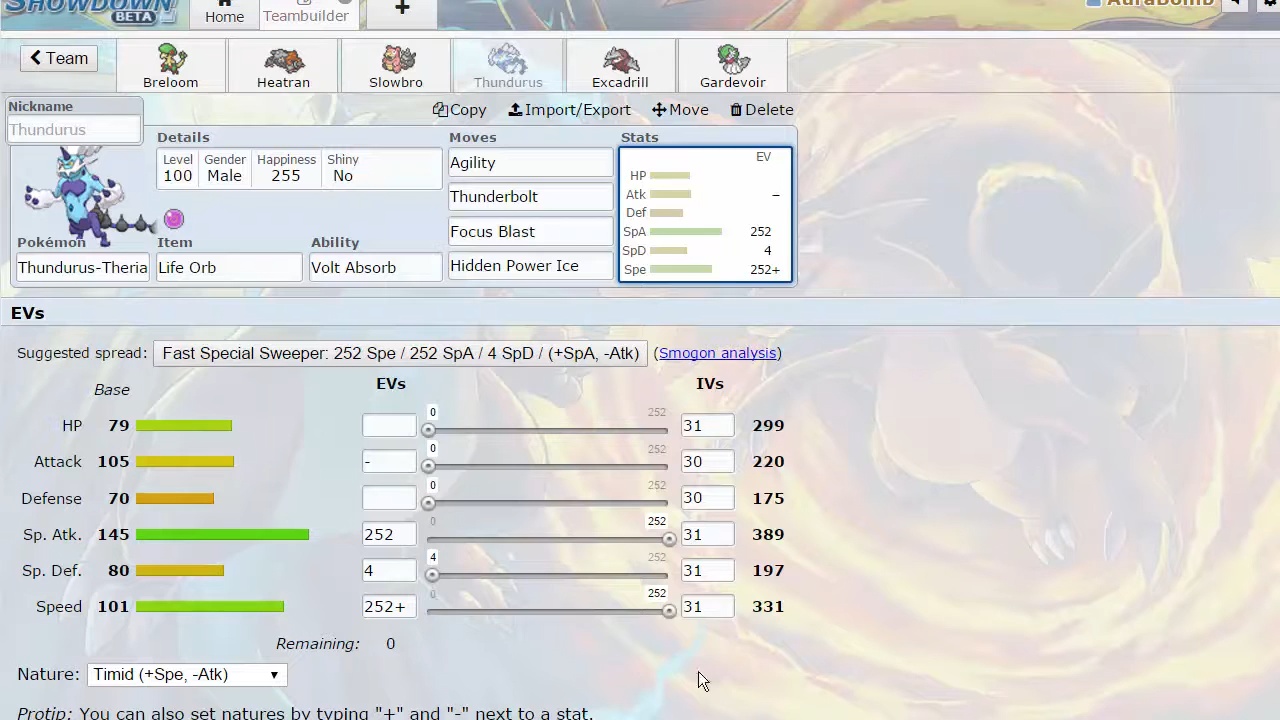 SHOWDOWN
BETA
Home
Teambuilder
+
AuraBomb
Team
Breloom
Heatran
Slowbro
Thundurus
Excadrill
Gardevoir
Nickname
Thundurus
Copy
Import/Export
Move
Delete
Details
Level
100
Gender
Male
Happiness
255
Shiny
No
Pokémon
Thundurus-Theria
Item
Life Orb
Ability
Volt Absorb
Moves
Agility
Thunderbolt
Focus Blast
Hidden Power Ice
Stats
EV
HP
Atk –
Def
SpA 252
SpD 4
Spe 252+
EVs
Suggested spread: Fast Special Sweeper: 252 Spe / 252 SpA / 4 SpD / (+SpA, -Atk) (Smogon analysis)
Base EVs IVs
HP 79 0 252 31 299
Attack 105 - 0 252 30 220
Defense 70 0 252 30 175
Sp. Atk. 145 252 0 252 31 389
Sp. Def. 80 4 4 252 31 197
Speed 101 252+ 0 252 31 331
Remaining: 0
Nature: Timid (+Spe, -Atk)
Protip: You can also set natures by typing "+" and "-" next to a stat.